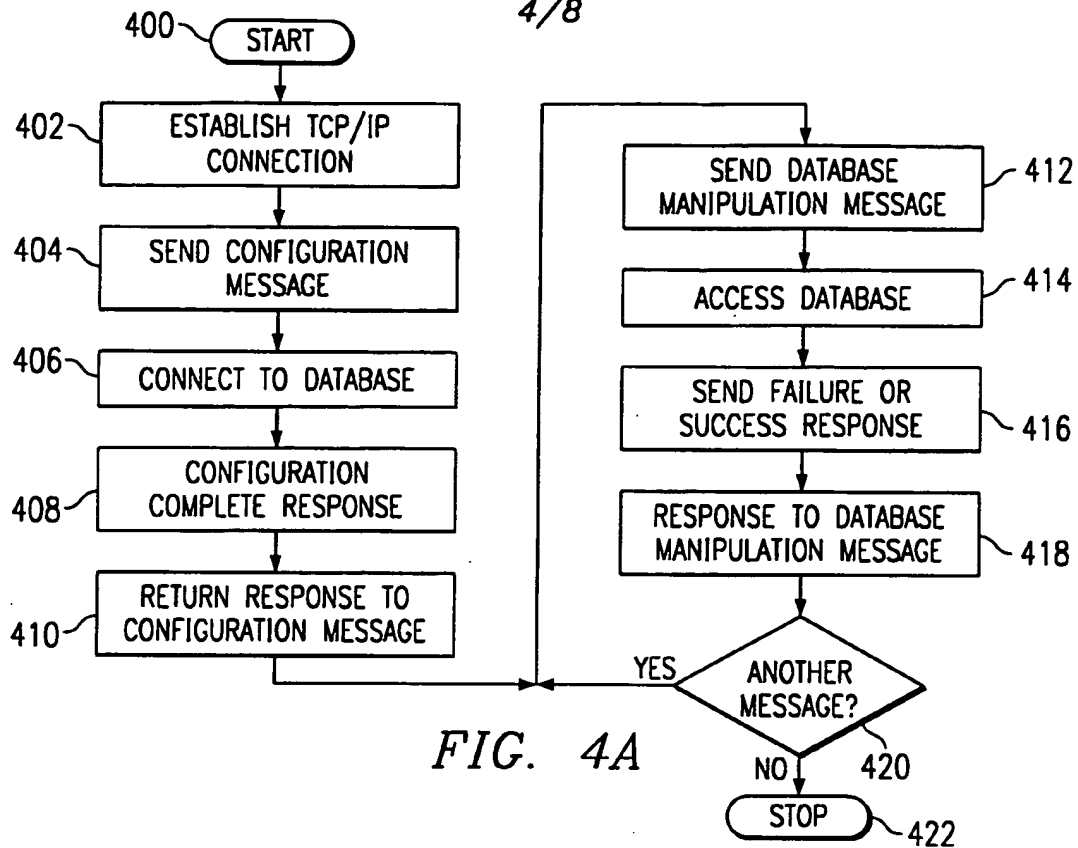 4/8
400
START
402
ESTABLISH TCP/IP
CONNECTION
404
SEND CONFIGURATION
MESSAGE
406
CONNECT TO DATABASE
408
CONFIGURATION
COMPLETE RESPONSE
410
RETURN RESPONSE TO
CONFIGURATION MESSAGE
SEND DATABASE
MANIPULATION MESSAGE
412
ACCESS DATABASE
414
SEND FAILURE OR
SUCCESS RESPONSE
416
RESPONSE TO DATABASE
MANIPULATION MESSAGE
418
YES
ANOTHER
MESSAGE?
420
NO
STOP
422
FIG. 4A